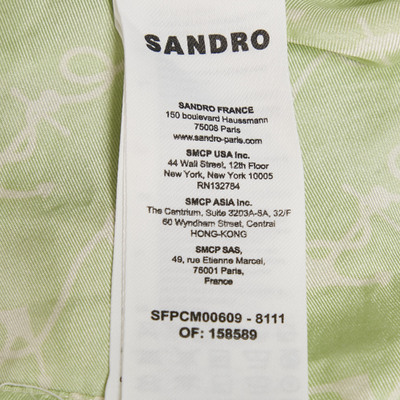 SANDRO
SANDRO FRANCE
150 boulevard Haussmann
75008 Paris
www.sandro-paris.com
SMCP USA Inc.
44 Wall Street, 12th Floor
New York, New York 10005
RN132784
SMCP ASIA Inc.
The Centrium, Suite 3203A-5A, 32/F
60 Wyndham Street, Central
HONG-KONG
SMCP SAS,
49, rue Etienne Marcel,
75001 Paris,
France
SFPCM00609 - 8111
OF: 158589